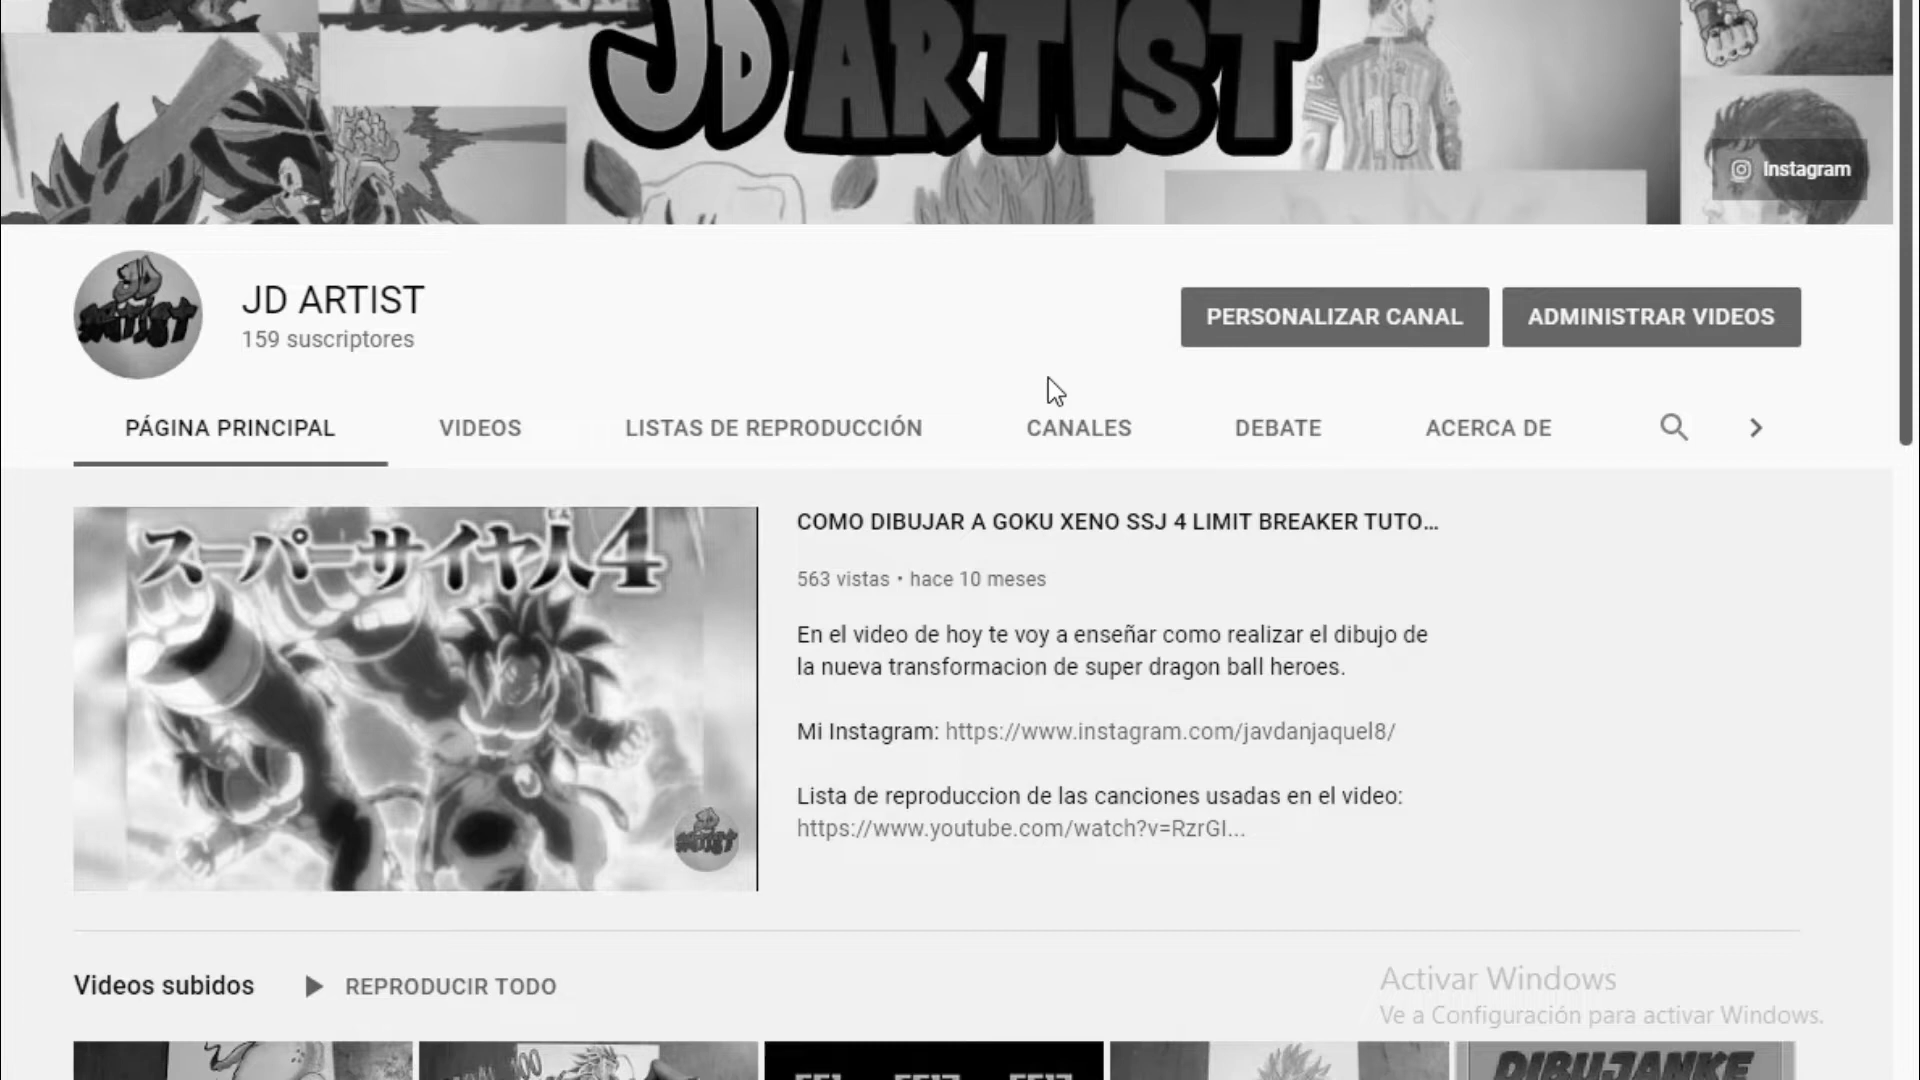 JD ARTIST
10
Instagram
JD ARTIST
JD ARTIST
159 suscriptores
PERSONALIZAR CANAL
ADMINISTRAR VIDEOS
PÁGINA PRINCIPAL
VIDEOS
LISTAS DE REPRODUCCIÓN
CANALES
DEBATE
ACERCA DE
スーパーサイヤ人4
COMO DIBUJAR A GOKU XENO SSJ 4 LIMIT BREAKER TUTO...
563 vistas • hace 10 meses
En el video de hoy te voy a enseñar como realizar el dibujo de
la nueva transformacion de super dragon ball heroes.
Mi Instagram: https://www.instagram.com/javdanjaquel8/
Lista de reproduccion de las canciones usadas en el video:
https://www.youtube.com/watch?v=RzrGI...
JD ARTIST
Videos subidos
REPRODUCIR TODO
Activar Windows
Ve a Configuración para activar Windows.
DIBUJANKE